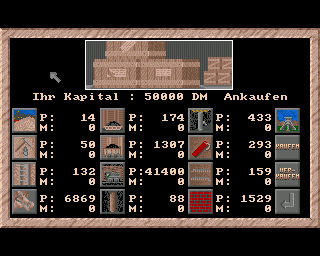 Ihr Kapital : 50000 DM Ankaufen
P: 14 P: 174 P: 433
M: 0 M: 0 M: 0
P: 50 P: 1307 P: 293 KAUFEN
M: 0 M: 0 M: 0
P: 132 P:41400 P: 159 VER-
M: 0 M: 0 M: 0 KAUFEN
P: 6869 P: 88 P: 1529
M: 0 M: 0 M: 0